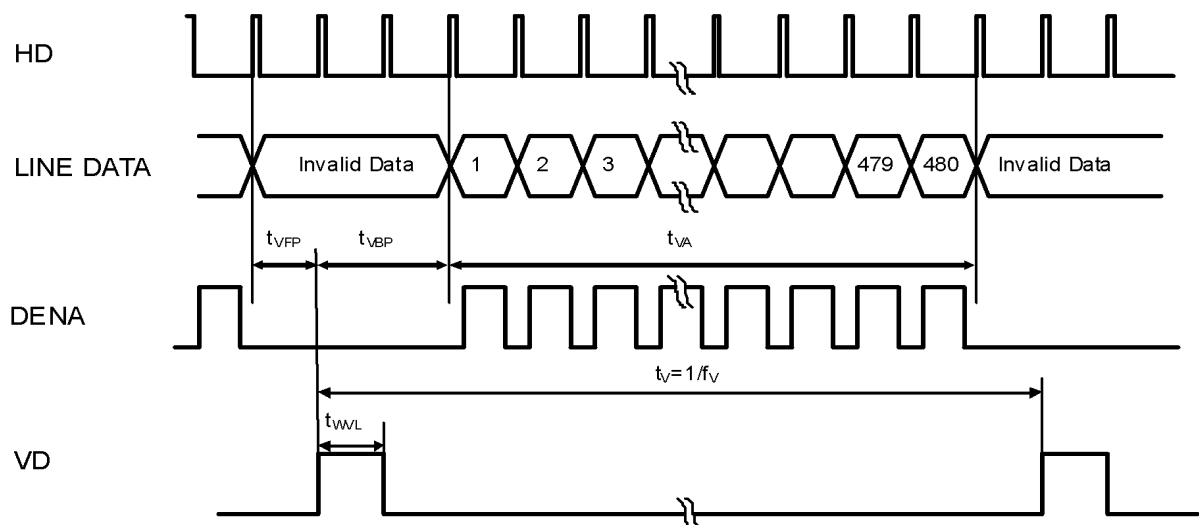 HD
LINE DATA
Invalid Data
1
2
3
479
480
Invalid Data
tVFP
tVBP
tVA
DENA
tV=1/fV
tWVL
VD